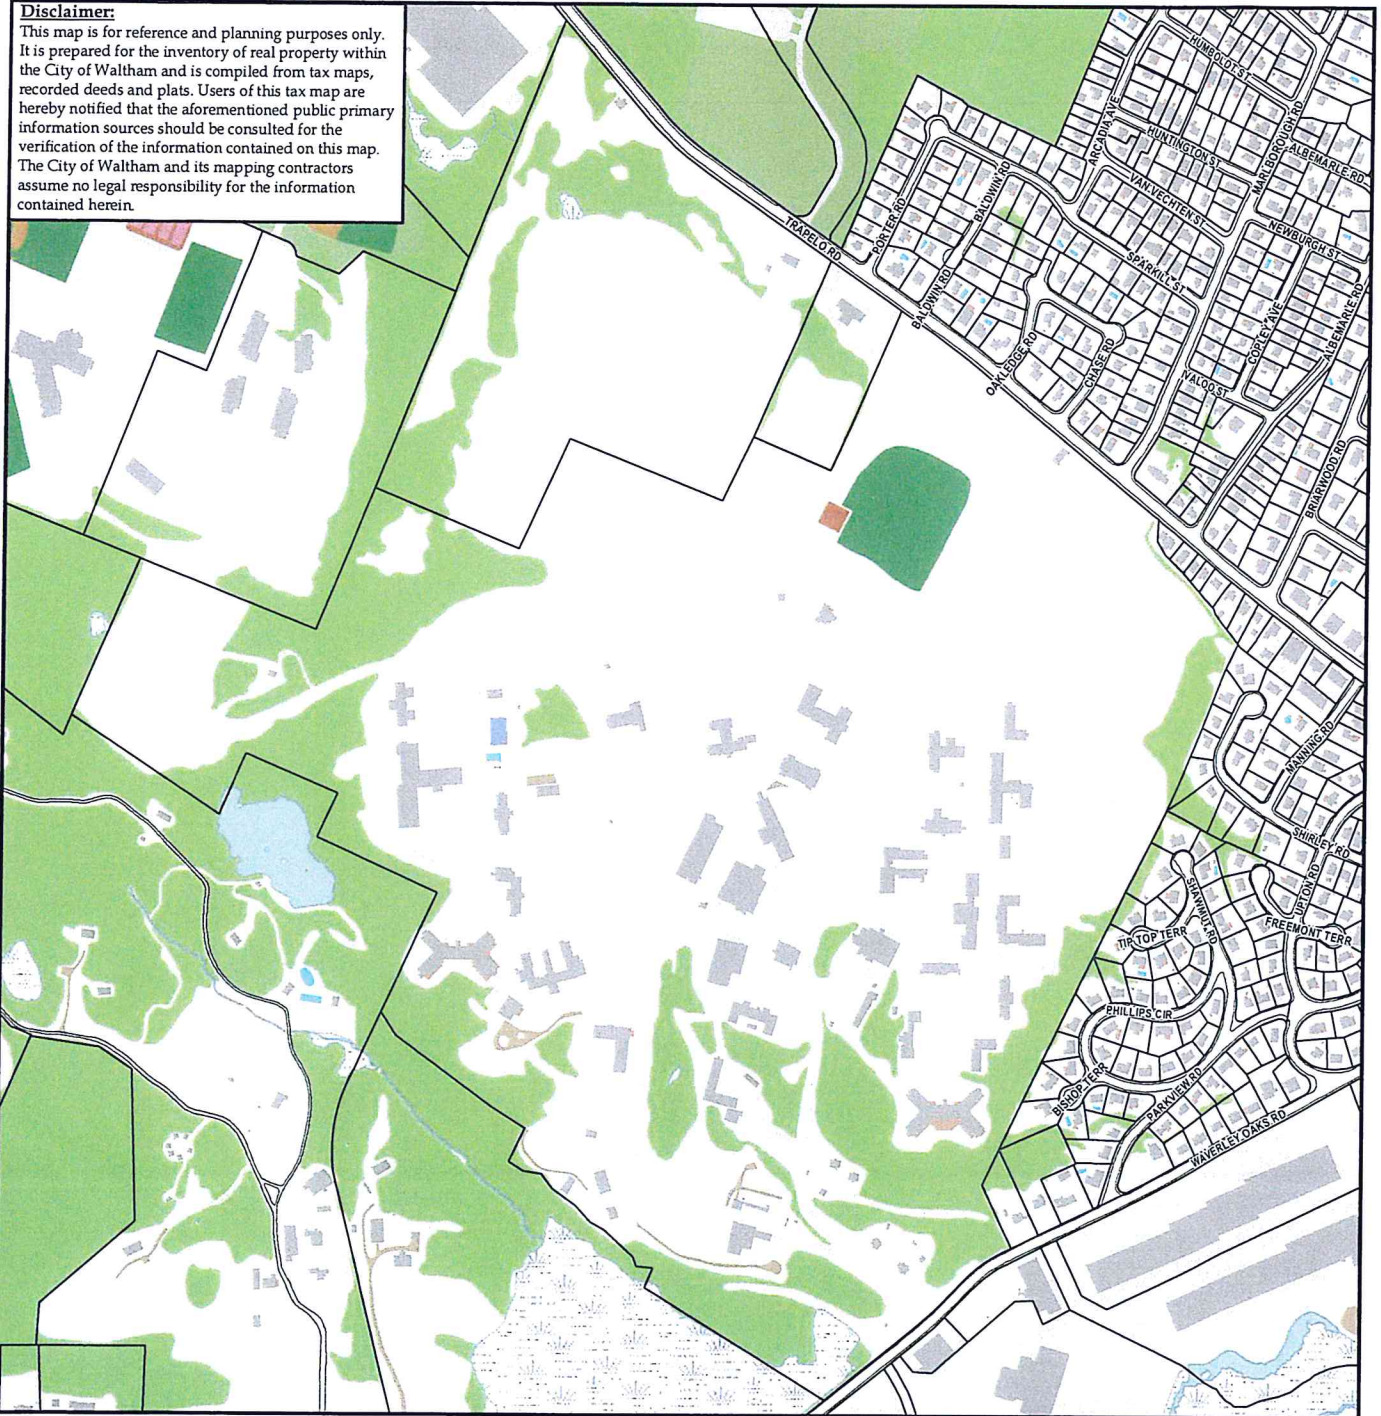 Disclaimer:
This map is for reference and planning purposes only.
It is prepared for the inventory of real property within
the City of Waltham and is compiled from tax maps,
recorded deeds and plats. Users of this tax map are
hereby notified that the aforementioned public primary
information sources should be consulted for the
verification of the information contained on this map.
The City of Waltham and its mapping contractors
assume no legal responsibility for the information
contained herein.
HUMBOLDT ST
ARCADIA AVE
HUNTINGTON ST
MARLBOROUGH RD
ALBEMARLE RD
VAN VECHTEN ST
BALDWIN RD
PORTER RD
TRAPELO RD
NEWBURGH ST
SPARKILL ST
BALDWIN RD
COPLEY AVE
ALBEMARLE RD
OAKLEDGE RD
CHASE RD
IVALOO ST
BRIARWOOD RD
MANNING RD
SHIRLEY RD
SHAWMUT RD
UPTON RD
TIP TOP TERR
FREEMONT TERR
PHILLIPS CIR
BISHOP TERR
PARKVIEW RD
WAVERLEY OAKS RD